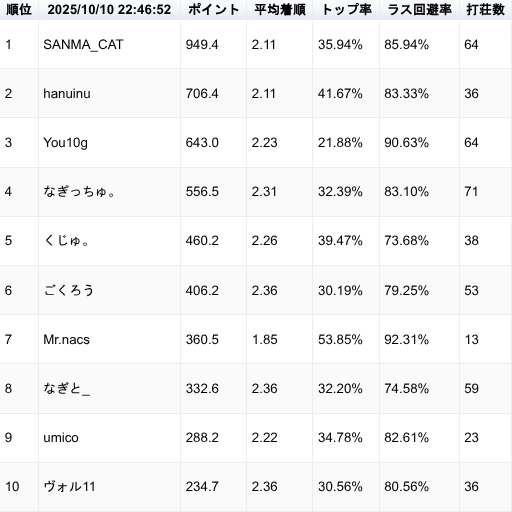 順位 2025/10/10 22:46:52 ポイント 平均着順 トップ率 ラス回避率 打荘数
1 SANMA_CAT 949.4 2.11 35.94% 85.94% 64
2 hanuinu 706.4 2.11 41.67% 83.33% 36
3 You10g 643.0 2.23 21.88% 90.63% 64
4 なぎっちゅ。 556.5 2.31 32.39% 83.10% 71
5 くじゅ。 460.2 2.26 39.47% 73.68% 38
6 ごくろう 406.2 2.36 30.19% 79.25% 53
7 Mr.nacs 360.5 1.85 53.85% 92.31% 13
8 なぎと_ 332.6 2.36 32.20% 74.58% 59
9 umico 288.2 2.22 34.78% 82.61% 23
10 ヴォル11 234.7 2.36 30.56% 80.56% 36